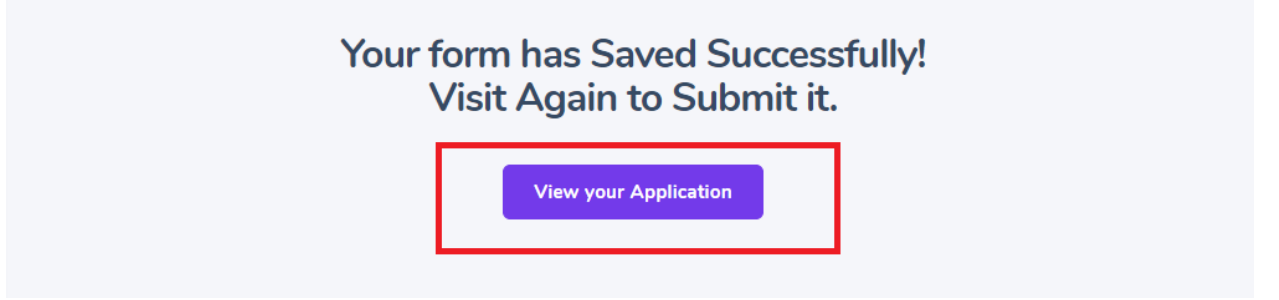 Your form has Saved Successfully!
Visit Again to Submit it.
View your Application